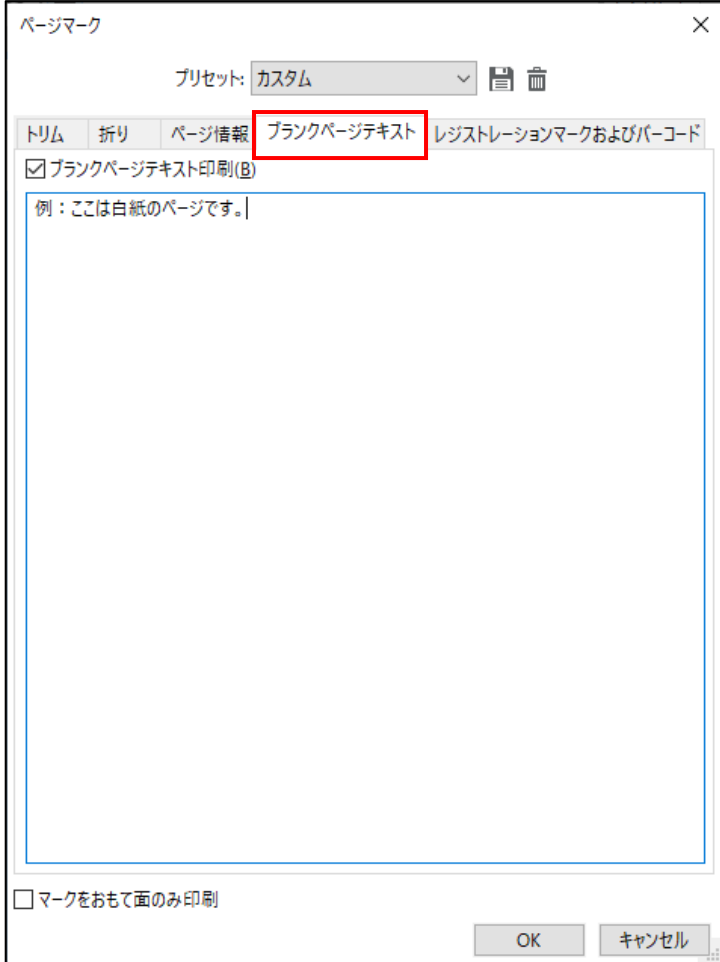 ページマーク
プリセット: カスタム
トリム 折り ページ情報 ブランクページテキスト レジストレーションマークおよびバーコード
ブランクページテキスト印刷(B)
例：ここは白紙のページです。
マークをおもて面のみ印刷
OK キャンセル